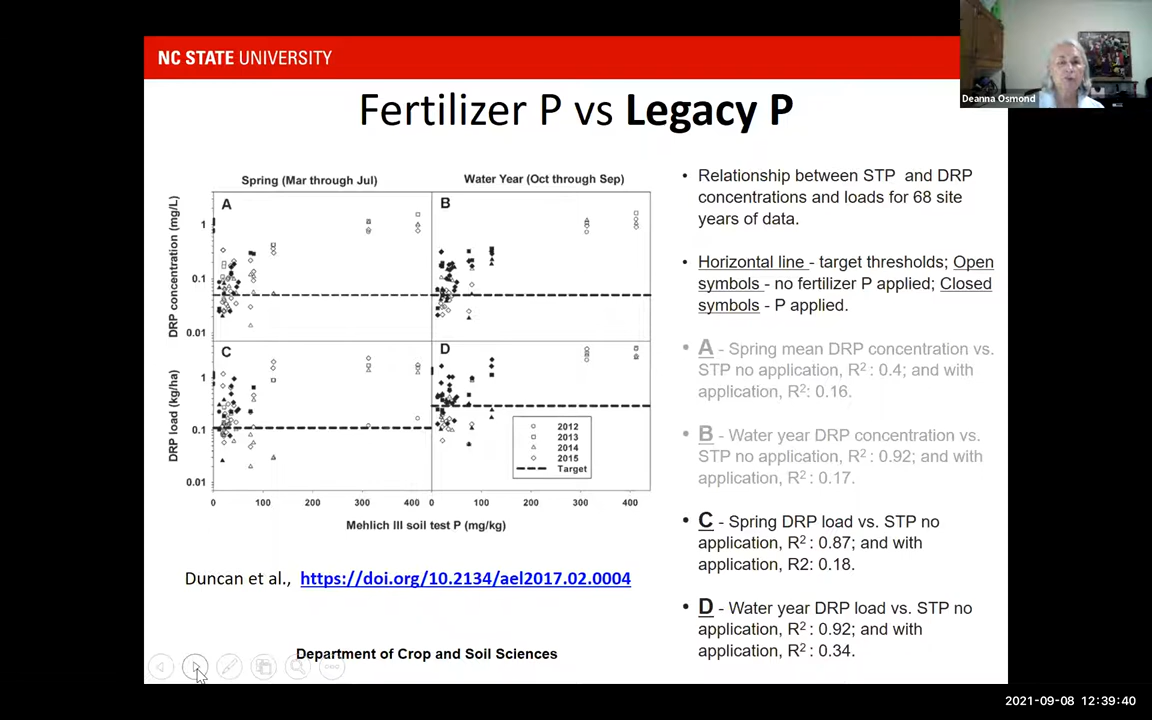 NC STATE UNIVERSITY
Deanna Osmond
Fertilizer P vs Legacy P
Spring (Mar through Jul)
Water Year (Oct through Sep)
DRP concentration (mg/L)
A
B
1
0.1
0.01
DRP load (kg/ha)
C
D
1
0.1
0.01
2012
2013
2014
2015
Target
0 100 200 300 400 0 100 200 300 400
Mehlich III soil test P (mg/kg)
Duncan et al., https://doi.org/10.2134/ael2017.02.0004
Department of Crop and Soil Sciences
• Relationship between STP and DRP
concentrations and loads for 68 site
years of data.
• Horizontal line - target thresholds; Open
symbols - no fertilizer P applied; Closed
symbols - P applied.
• A - Spring mean DRP concentration vs.
STP no application, R²: 0.4; and with
application, R²: 0.16.
• B - Water year DRP concentration vs.
STP no application, R²: 0.92; and with
application, R²: 0.17.
• C - Spring DRP load vs. STP no
application, R²: 0.87; and with
application, R2: 0.18.
• D - Water year DRP load vs. STP no
application, R²: 0.92; and with
application, R²: 0.34.
2021-09-08 12:39:40